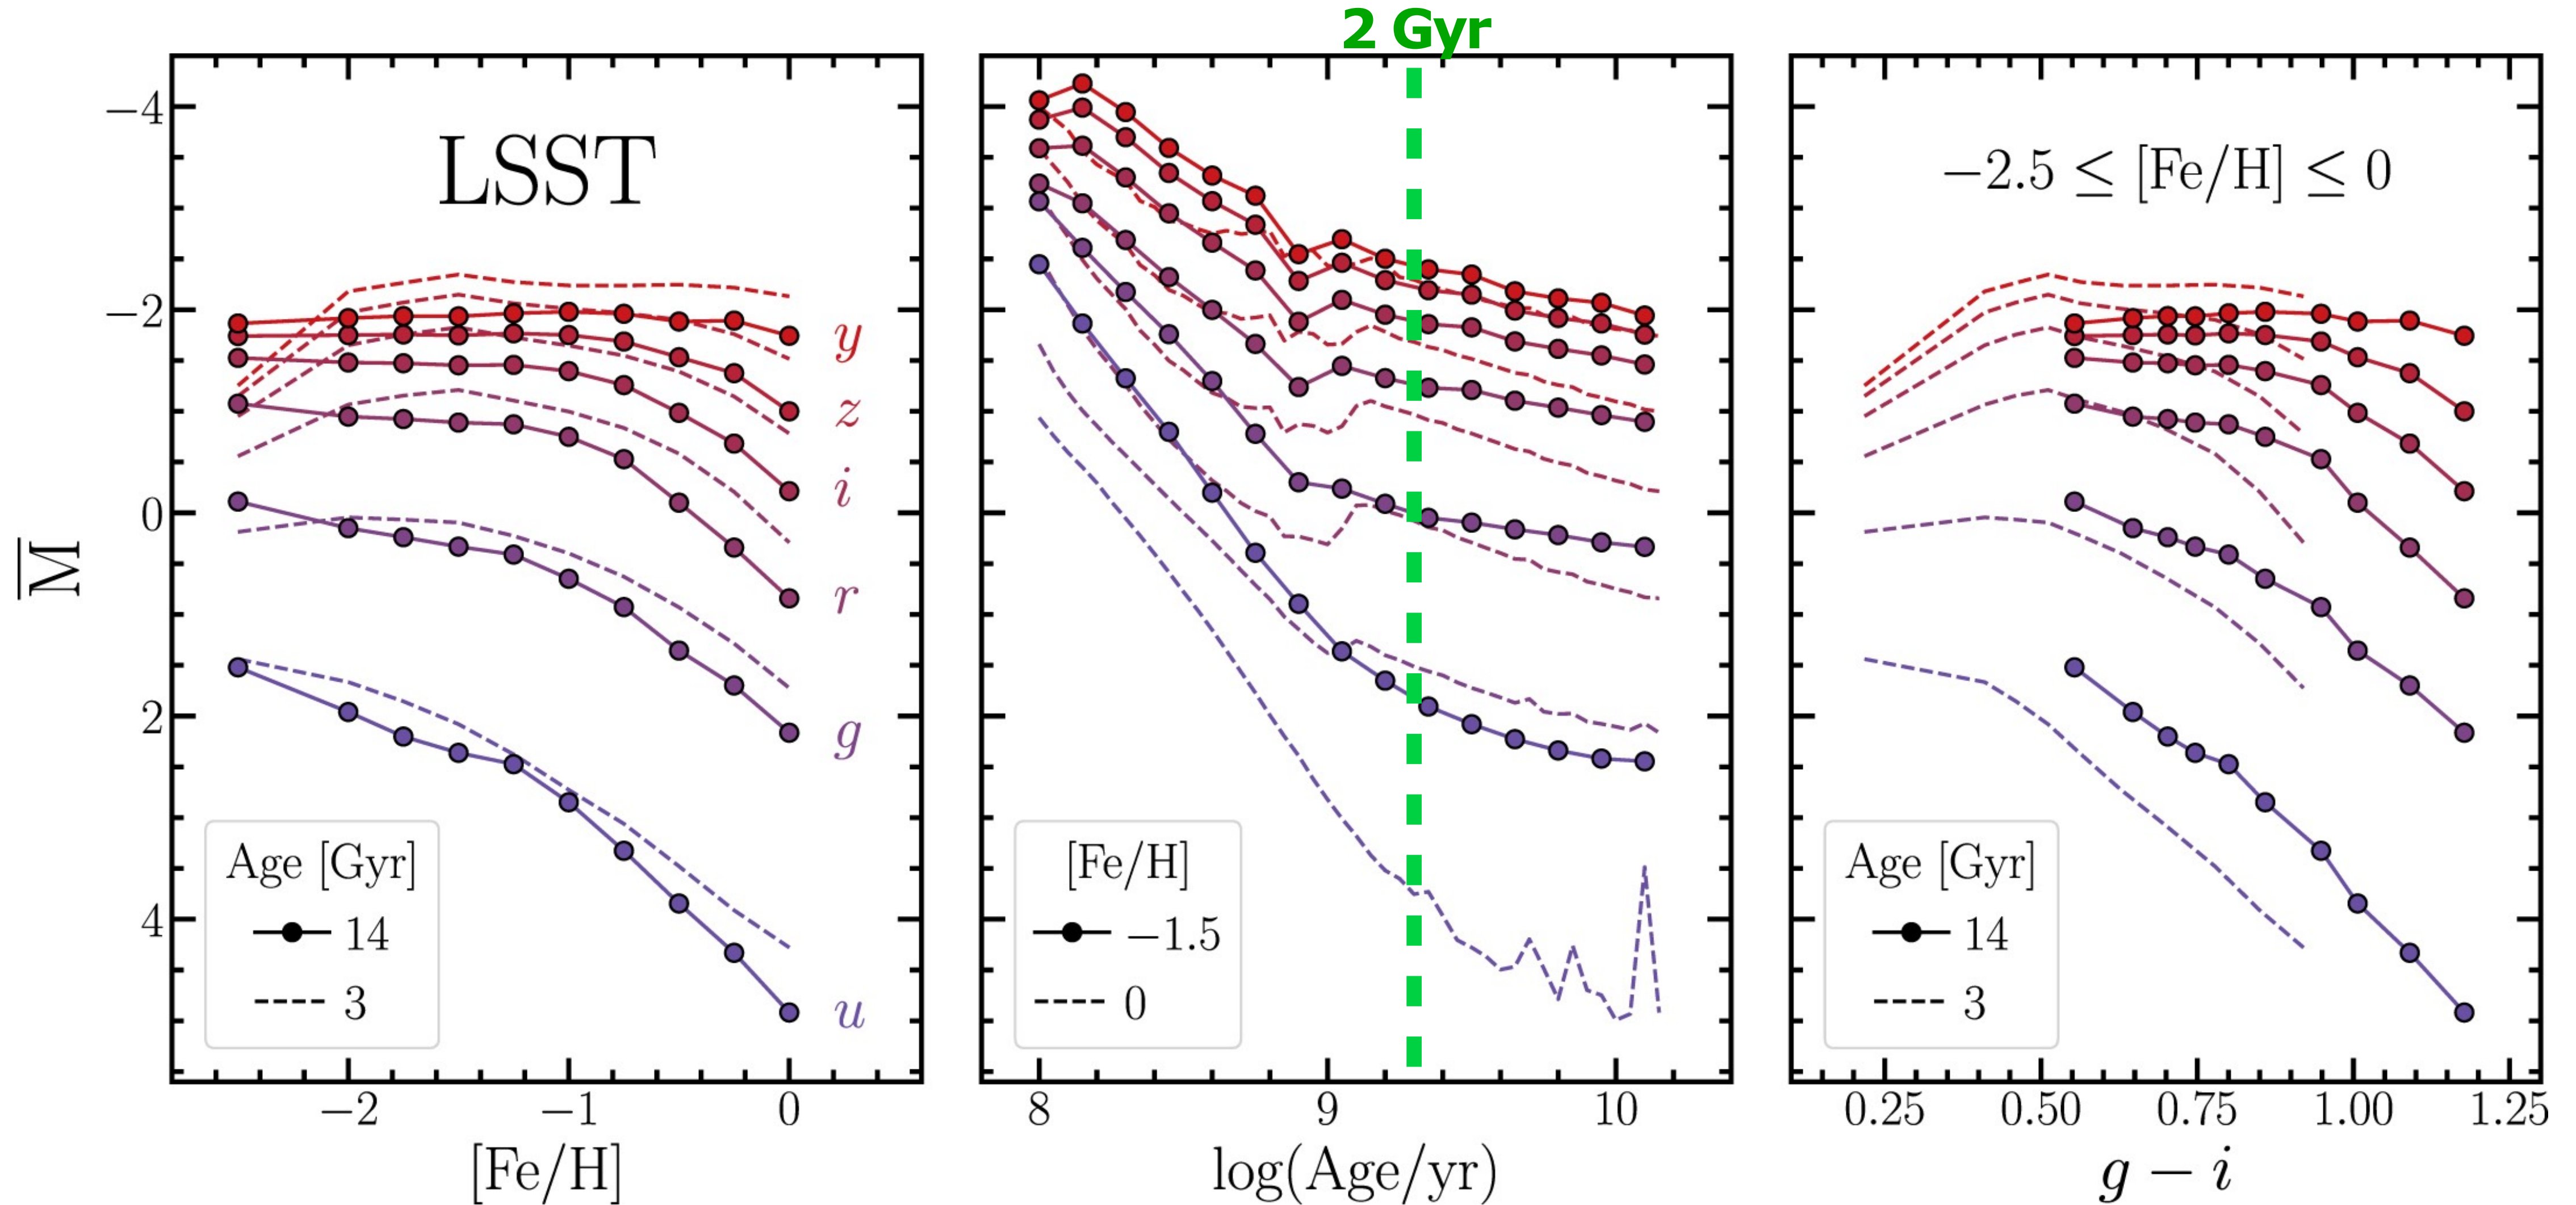 2 Gyr
LSST
−2.5 ≤ [Fe/H] ≤ 0
M̅
−4
−2
0
2
4
y
z
i
r
g
u
Age [Gyr]
14
3
[Fe/H]
−1.5
0
Age [Gyr]
14
3
−2 −1 0
8 9 10
0.25 0.50 0.75 1.00 1.25
[Fe/H]
log(Age/yr)
g − i